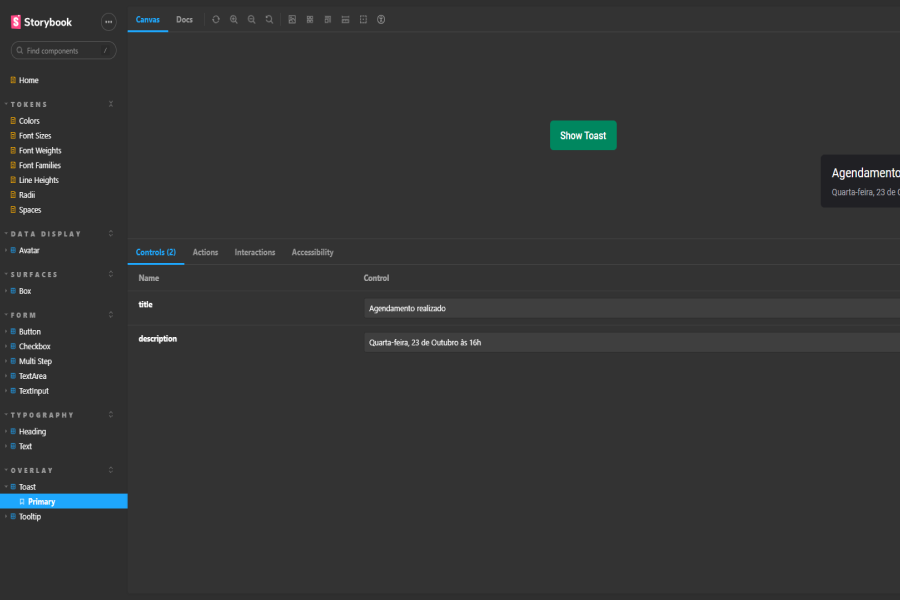 Storybook
Find components
/
Home
TOKENS
Colors
Font Sizes
Font Weights
Font Families
Line Heights
Radii
Spaces
DATA DISPLAY
Avatar
SURFACES
Box
FORM
Button
Checkbox
Multi Step
TextArea
TextInput
TYPOGRAPHY
Heading
Text
OVERLAY
Toast
Primary
Tooltip
Canvas
Docs
Show Toast
Agendamento
Quarta-feira, 23 de
Controls (2)
Actions
Interactions
Accessibility
Name
Control
title
Agendamento realizado
description
Quarta-feira, 23 de Outubro às 16h